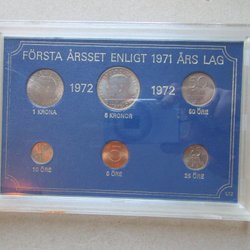 FÖRSTA ÅRSSET ENLIGT 1971 ÅRS LAG
1972 1972
1 KRONA 5 KRONOR 50 ÖRE
10 ÖRE 5 ÖRE 25 ÖRE